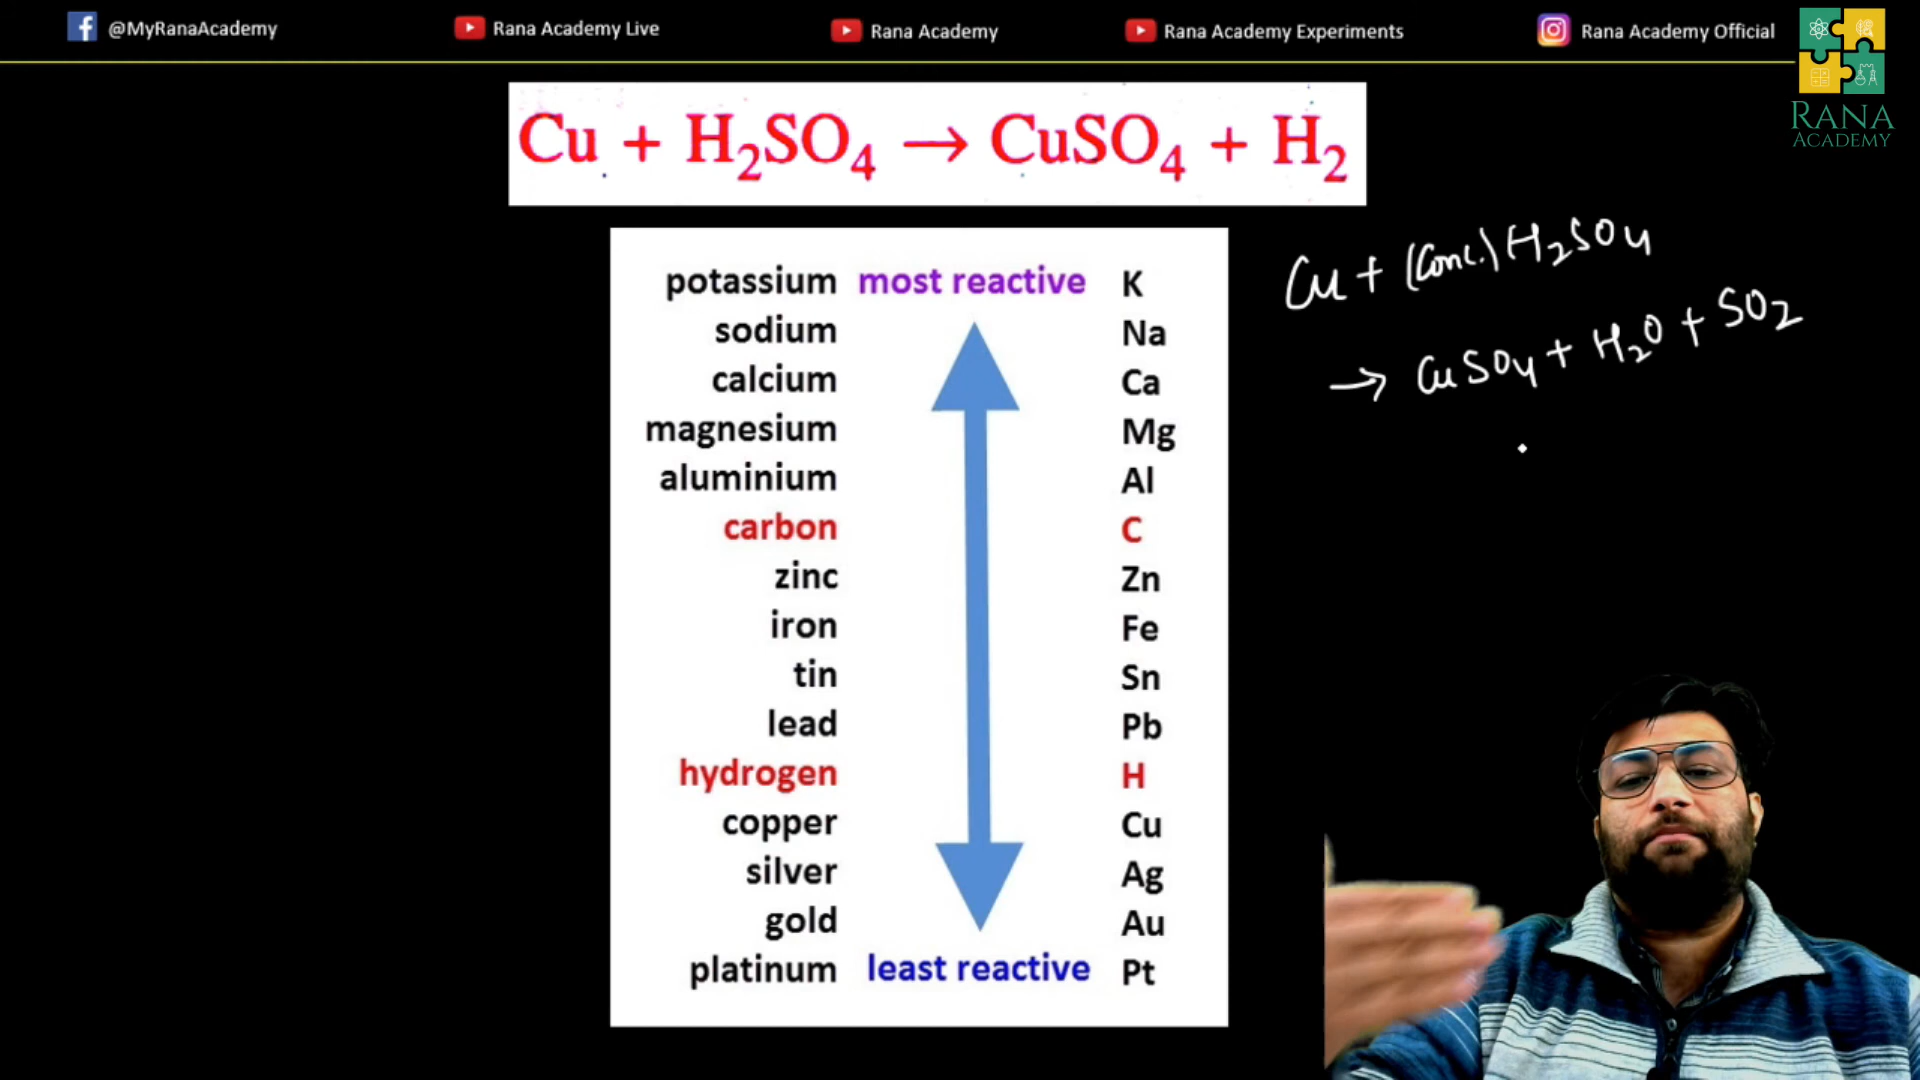 @MyRanaAcademy Rana Academy Live Rana Academy Rana Academy Experiments Rana Academy Official
RANA
ACADEMY
Cu + H₂SO₄ → CuSO₄ + H₂
Cu + (Conc.) H₂SO₄
→ CuSO₄ + H₂O + SO₂
potassium most reactive K
sodium Na
calcium Ca
magnesium Mg
aluminium Al
carbon C
zinc Zn
iron Fe
tin Sn
lead Pb
hydrogen H
copper Cu
silver Ag
gold Au
platinum least reactive Pt